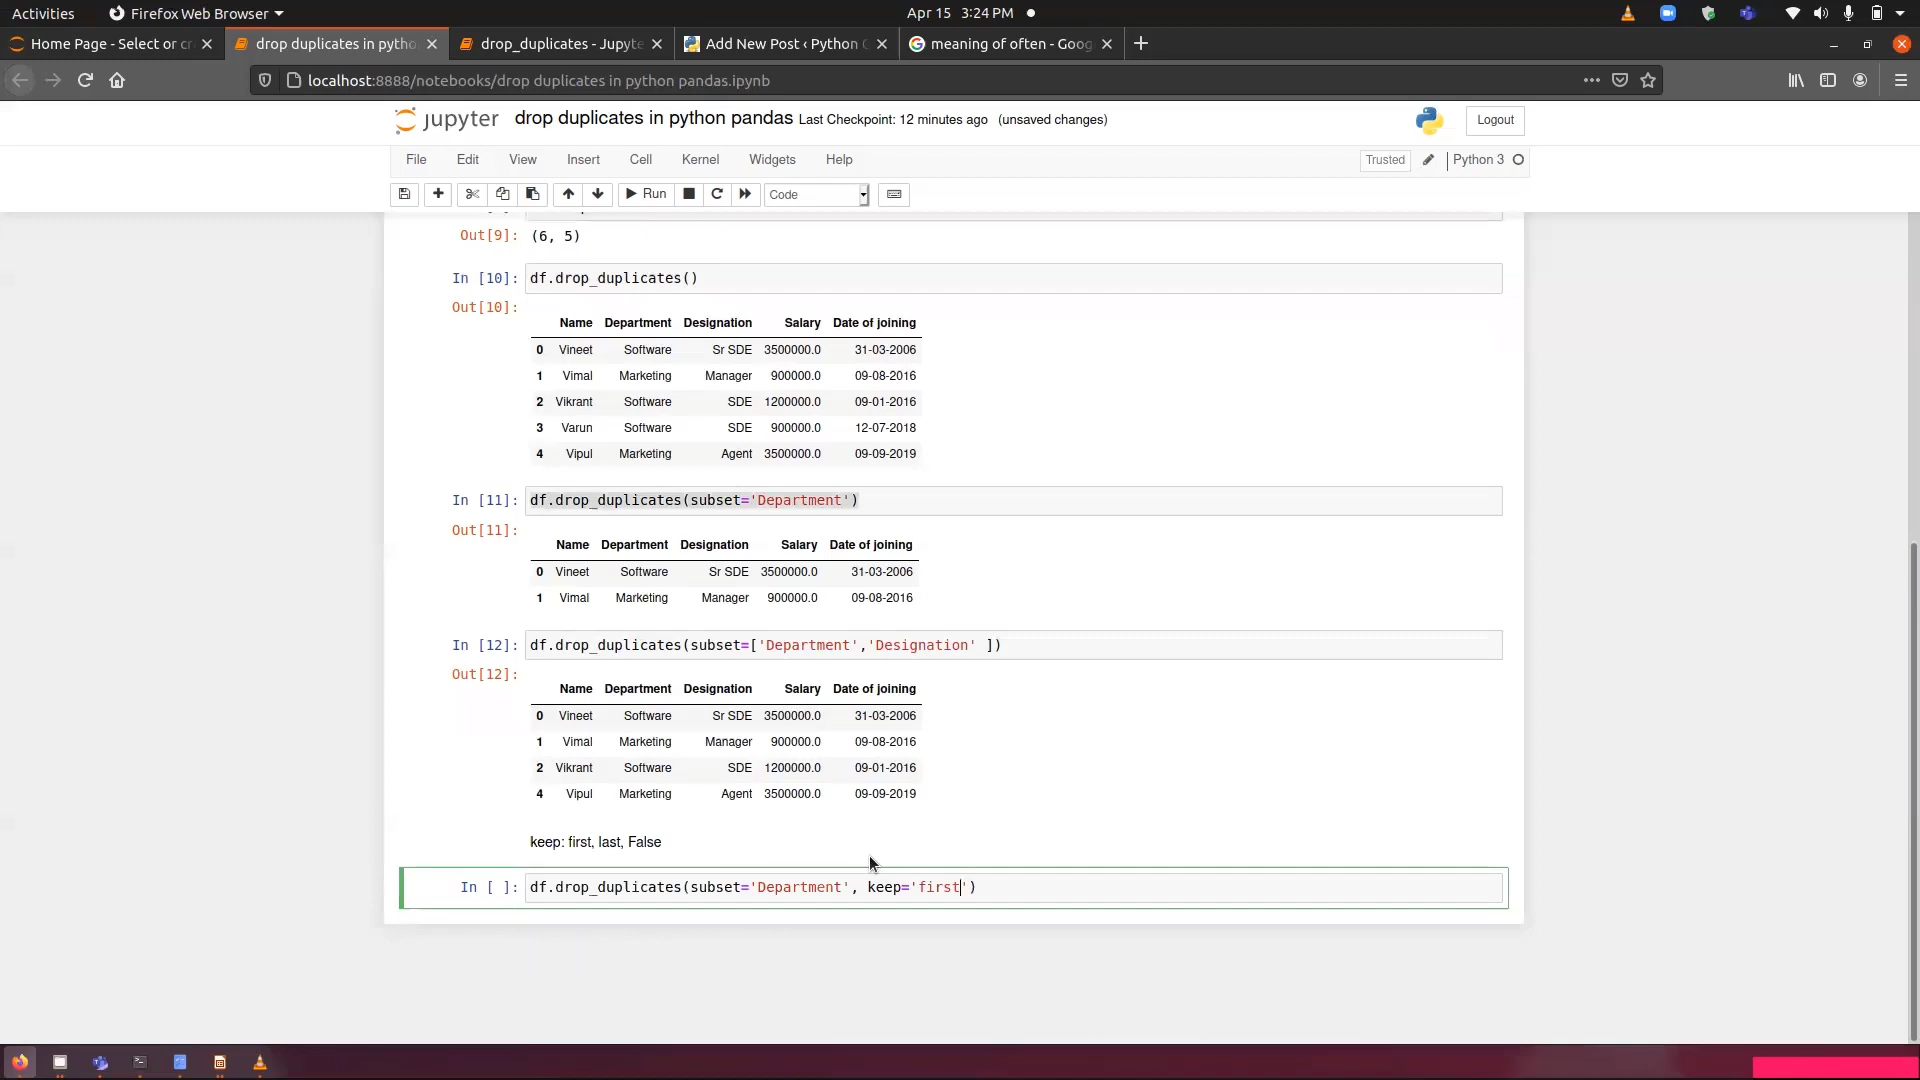 Activities Firefox Web Browser Apr 15 3:24 PM
Home Page - Select or cr drop duplicates in pytho drop_duplicates - Jupyte Add New Post ‹ Python meaning of often - Goog
localhost:8888/notebooks/drop duplicates in python pandas.ipynb
jupyter drop duplicates in python pandas Last Checkpoint: 12 minutes ago (unsaved changes) Logout
File Edit View Insert Cell Kernel Widgets Help Trusted Python 3
Run Code
Out[9]: (6, 5)
In [10]: df.drop_duplicates()
Out[10]:
Name Department Designation Salary Date of joining
0 Vineet Software Sr SDE 3500000.0 31-03-2006
1 Vimal Marketing Manager 900000.0 09-08-2016
2 Vikrant Software SDE 1200000.0 09-01-2016
3 Varun Software SDE 900000.0 12-07-2018
4 Vipul Marketing Agent 3500000.0 09-09-2019
In [11]: df.drop_duplicates(subset='Department')
Out[11]:
Name Department Designation Salary Date of joining
0 Vineet Software Sr SDE 3500000.0 31-03-2006
1 Vimal Marketing Manager 900000.0 09-08-2016
In [12]: df.drop_duplicates(subset=['Department','Designation' ])
Out[12]:
Name Department Designation Salary Date of joining
0 Vineet Software Sr SDE 3500000.0 31-03-2006
1 Vimal Marketing Manager 900000.0 09-08-2016
2 Vikrant Software SDE 1200000.0 09-01-2016
4 Vipul Marketing Agent 3500000.0 09-09-2019
keep: first, last, False
In [ ]: df.drop_duplicates(subset='Department', keep='first')